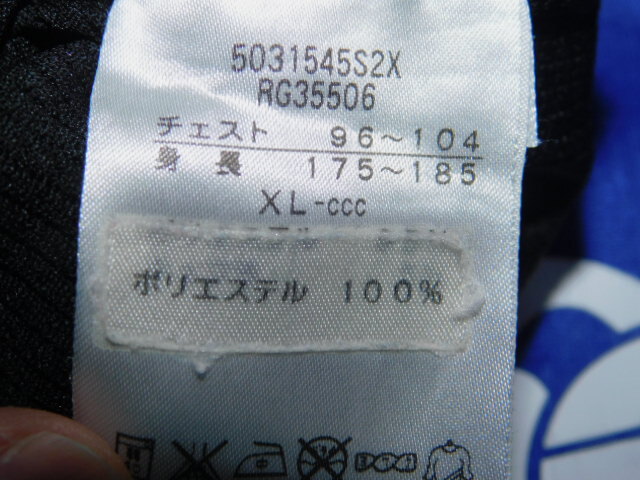 5031545S2X
RG35506
チェスト 96～104
身長 175～185
XL-ccc
ポリエステル 100%